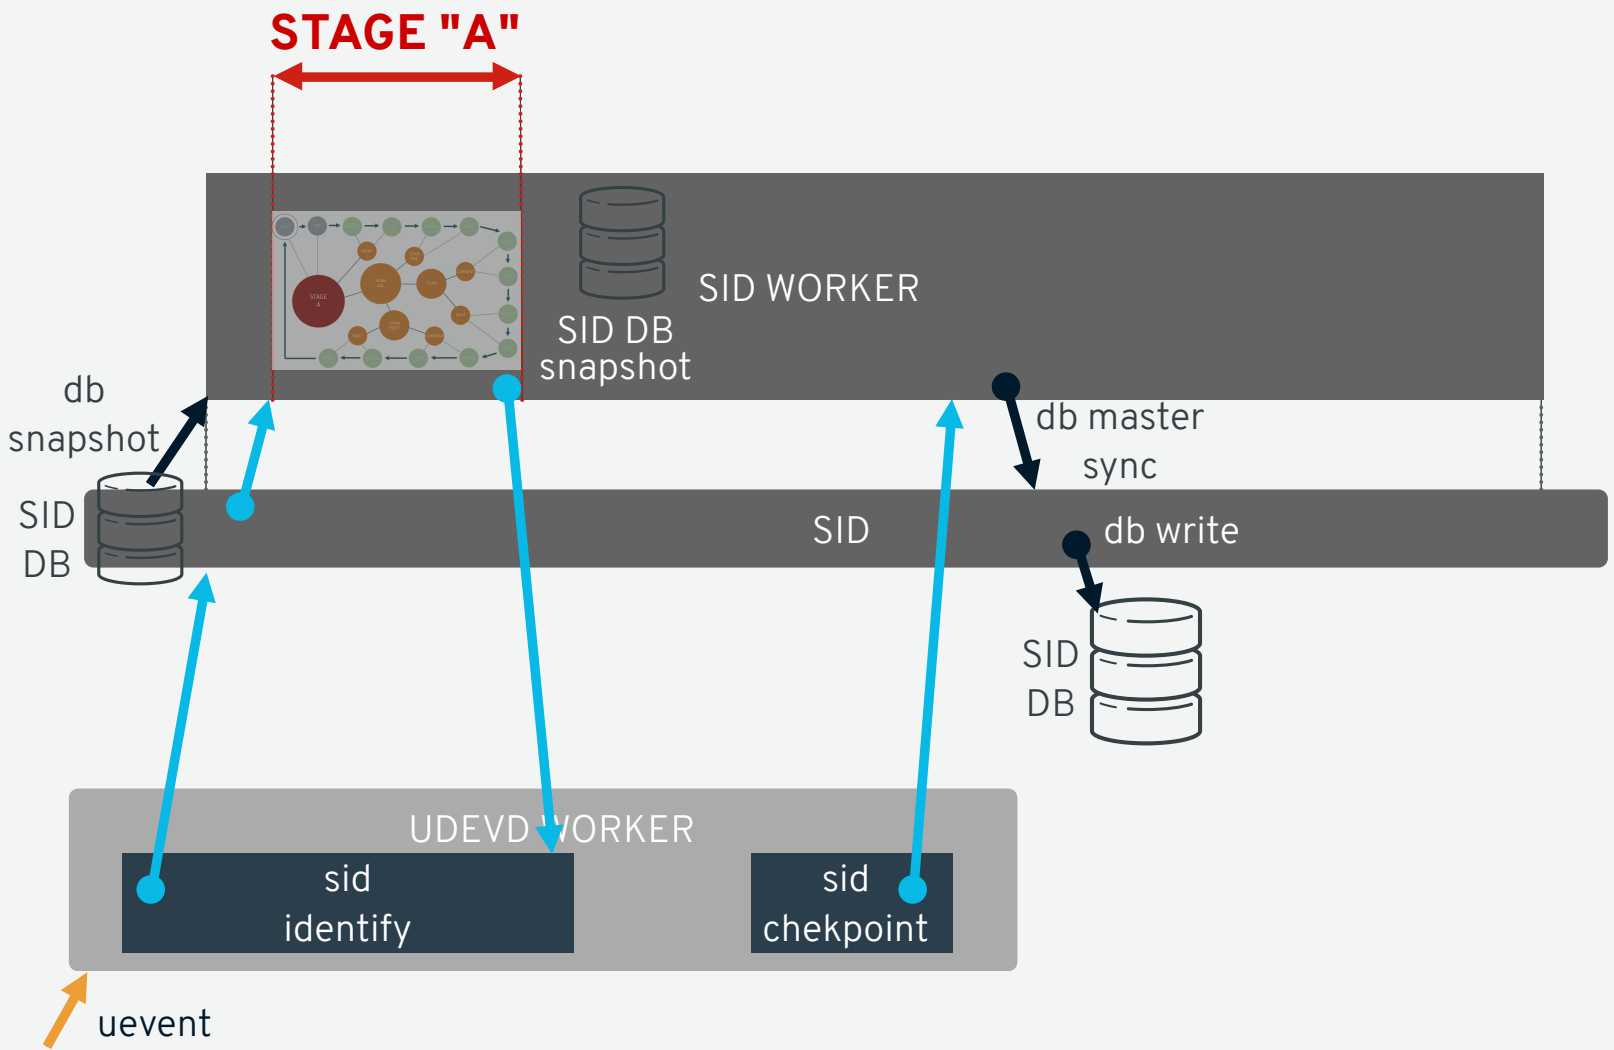 STAGE "A"
STAGE
A
SID WORKER
SID DB
snapshot
db
snapshot
db master
sync
SID
DB
SID
db write
SID
DB
UDEVD WORKER
sid
identify
sid
chekpoint
uevent